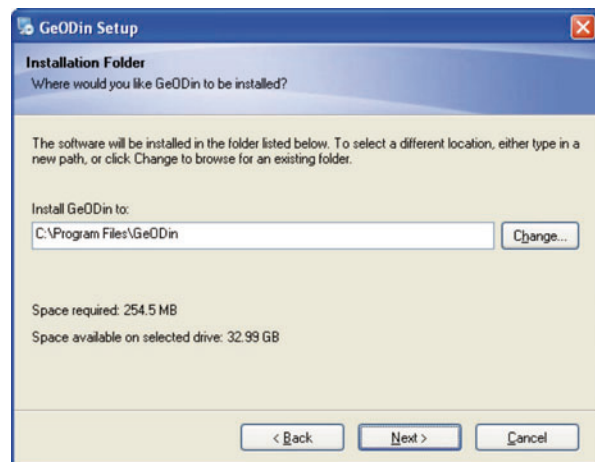 GeODin Setup
Installation Folder
Where would you like GeODin to be installed?
The software will be installed in the folder listed below. To select a different location, either type in a
new path, or click Change to browse for an existing folder.
Install GeODin to:
C:\Program Files\GeODin
Change...
Space required: 254.5 MB
Space available on selected drive: 32.99 GB
< Back
Next >
Cancel